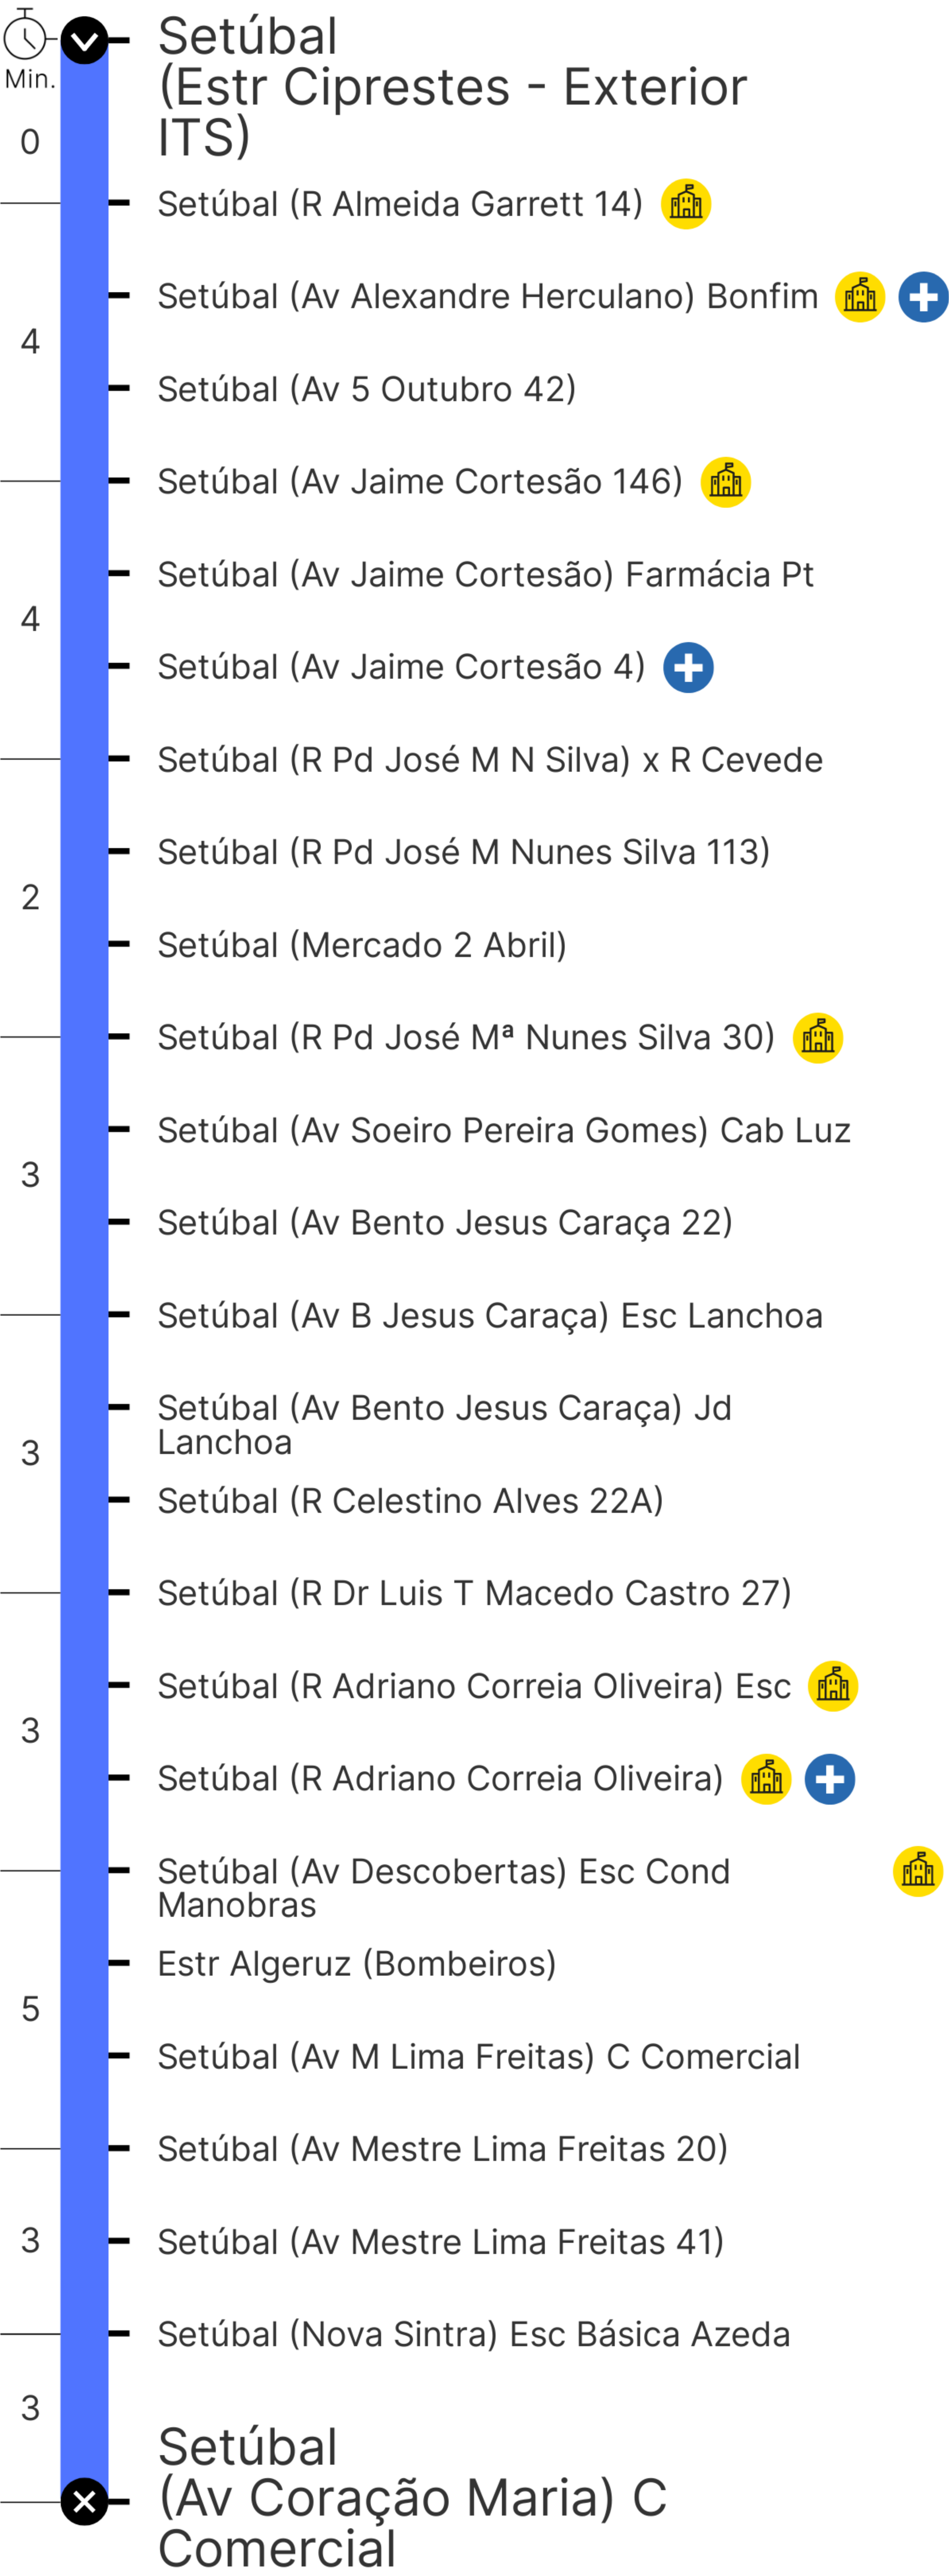 Setúbal
(Estr Ciprestes - Exterior
ITS)
Min.
0
Setúbal (R Almeida Garrett 14)
Setúbal (Av Alexandre Herculano) Bonfim
4
Setúbal (Av 5 Outubro 42)
Setúbal (Av Jaime Cortesão 146)
Setúbal (Av Jaime Cortesão) Farmácia Pt
4
Setúbal (Av Jaime Cortesão 4)
Setúbal (R Pd José M N Silva) x R Cevede
Setúbal (R Pd José M Nunes Silva 113)
2
Setúbal (Mercado 2 Abril)
Setúbal (R Pd José Mª Nunes Silva 30)
Setúbal (Av Soeiro Pereira Gomes) Cab Luz
3
Setúbal (Av Bento Jesus Caraça 22)
Setúbal (Av B Jesus Caraça) Esc Lanchoa
Setúbal (Av Bento Jesus Caraça) Jd
Lanchoa
3
Setúbal (R Celestino Alves 22A)
Setúbal (R Dr Luis T Macedo Castro 27)
Setúbal (R Adriano Correia Oliveira) Esc
3
Setúbal (R Adriano Correia Oliveira)
Setúbal (Av Descobertas) Esc Cond
Manobras
Estr Algeruz (Bombeiros)
5
Setúbal (Av M Lima Freitas) C Comercial
Setúbal (Av Mestre Lima Freitas 20)
3
Setúbal (Av Mestre Lima Freitas 41)
Setúbal (Nova Sintra) Esc Básica Azeda
3
Setúbal
(Av Coração Maria) C
Comercial